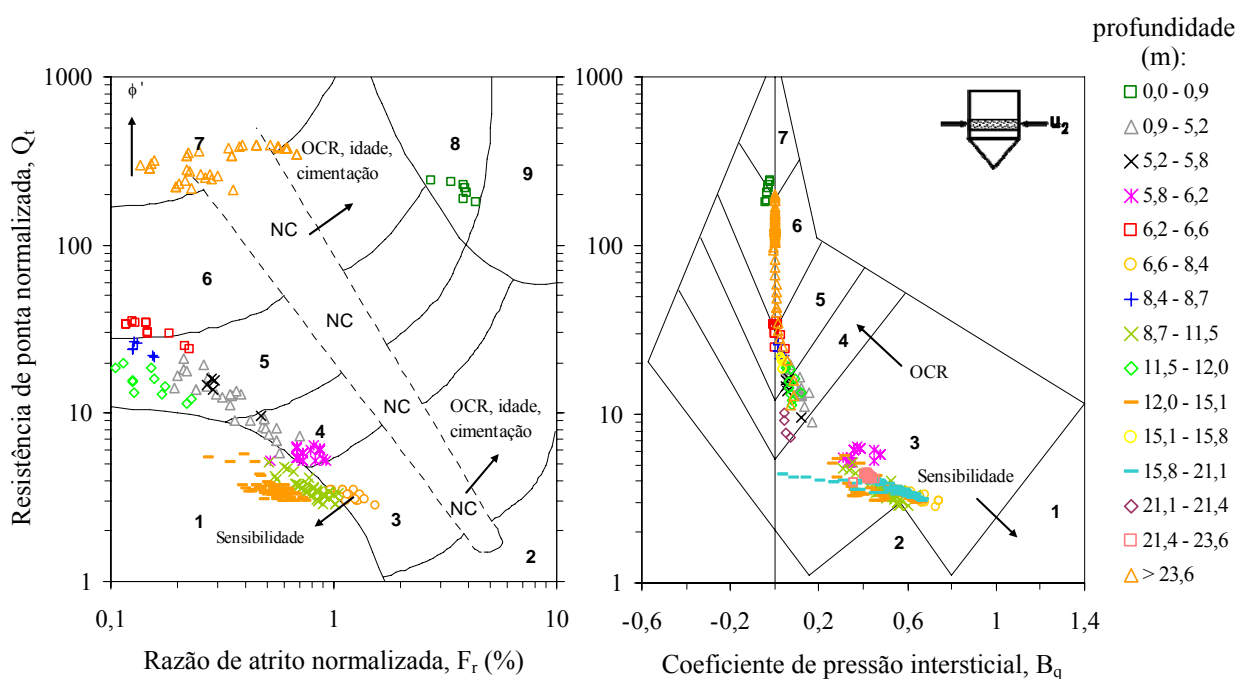 profundidade
(m):
0,0 - 0,9
0,9 - 5,2
5,2 - 5,8
5,8 - 6,2
6,2 - 6,6
6,6 - 8,4
8,4 - 8,7
8,7 - 11,5
11,5 - 12,0
12,0 - 15,1
15,1 - 15,8
15,8 - 21,1
21,1 - 21,4
21,4 - 23,6
> 23,6
Resistência de ponta normalizada, Qt
1000
100
10
1
ϕ'
7
OCR, idade,
cimentação
8
9
NC
6
NC
5
NC
4
OCR, idade,
cimentação
NC
1
Sensibilidade
3
2
0,1
1
10
Razão de atrito normalizada, Fr (%)
1000
100
10
1
u2
7
6
5
4
OCR
3
Sensibilidade
1
2
-0,6
-0,2
0,2
0,6
1
1,4
Coeficiente de pressão intersticial, Bq